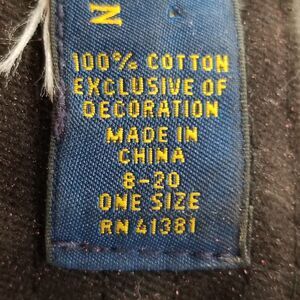 N
100% COTTON
EXCLUSIVE OF
DECORATION
MADE IN
CHINA
8-20
ONE SIZE
RN 41381